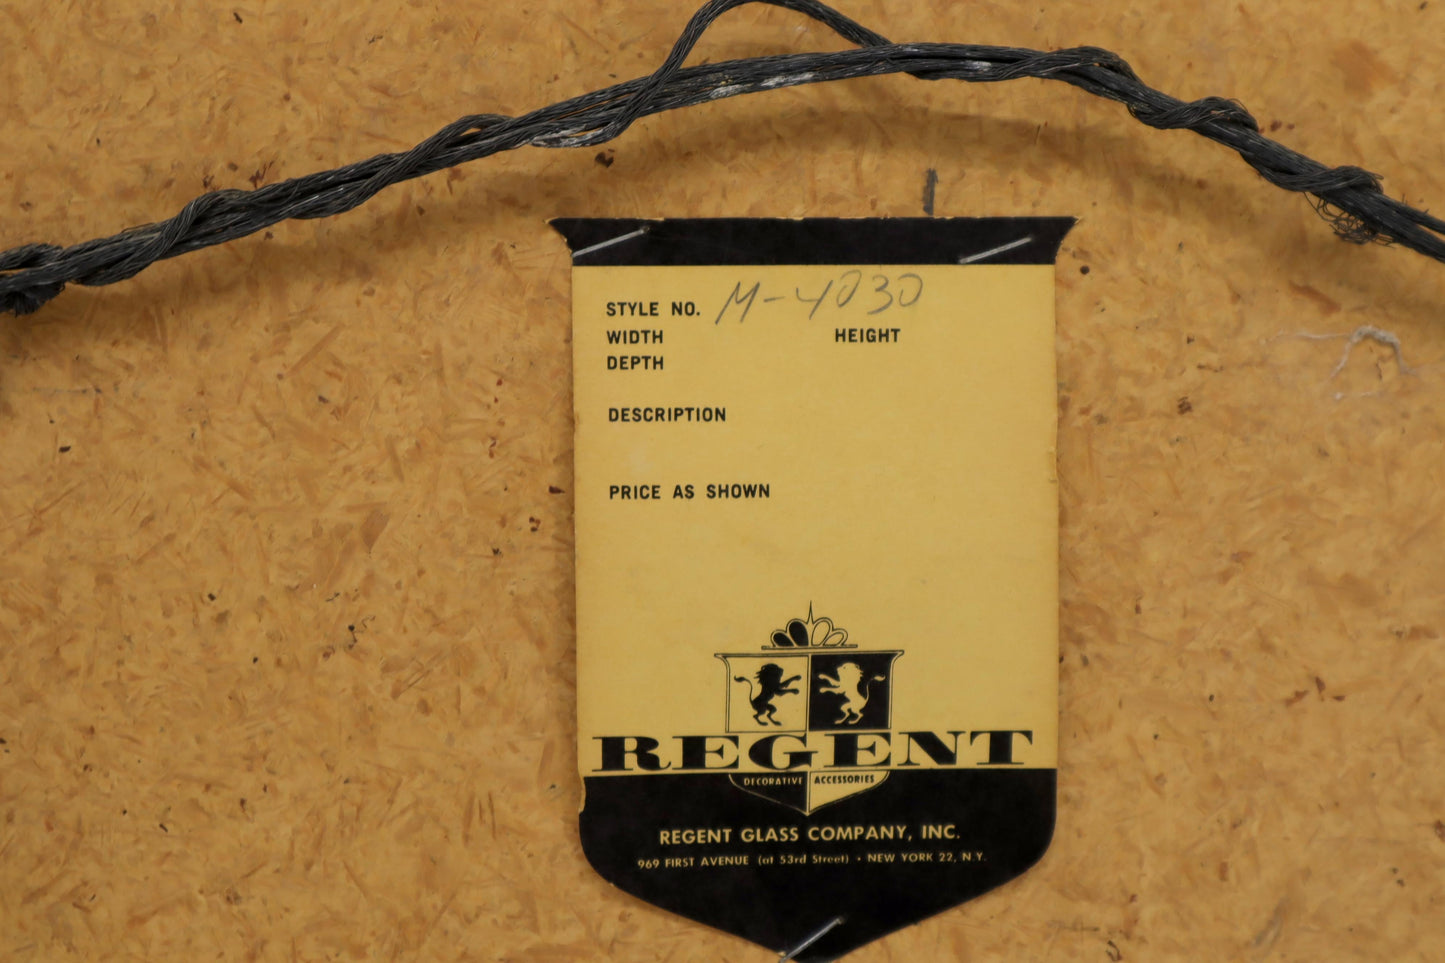 STYLE NO. M-4030
WIDTH HEIGHT
DEPTH
DESCRIPTION
PRICE AS SHOWN
REGENT
DECORATIVE ACCESSORIES
REGENT GLASS COMPANY, INC.
969 FIRST AVENUE (at 53rd Street) • NEW YORK 22, N.Y.